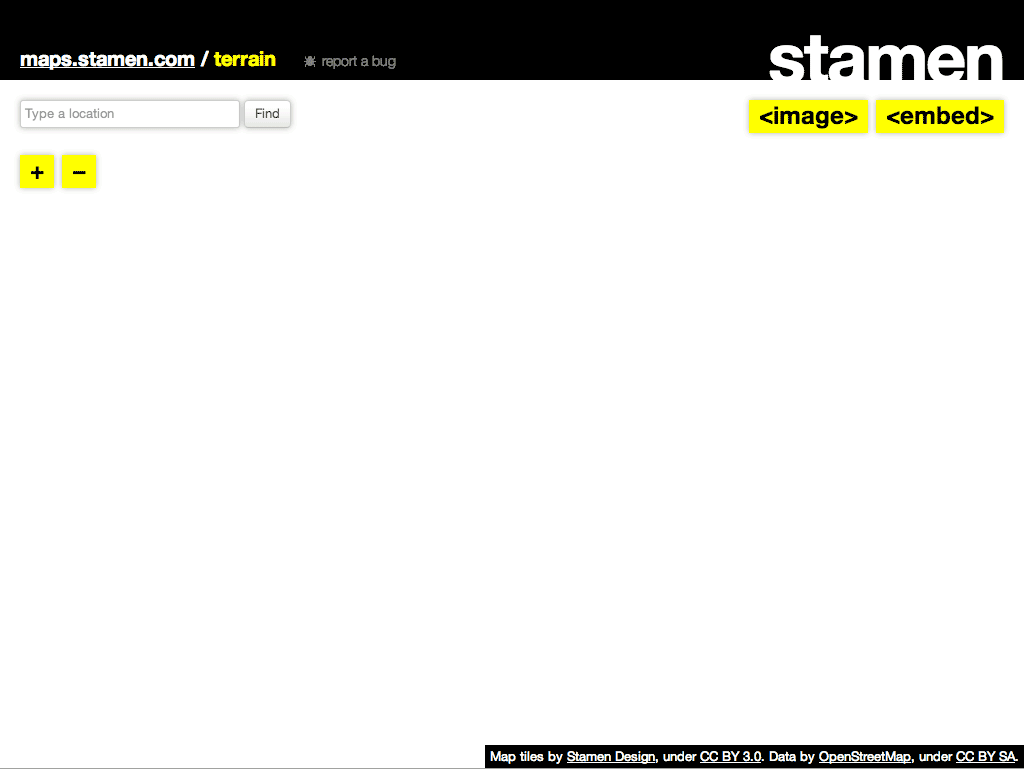 maps.stamen.com / terrain
report a bug
stamen
Type a location
Find
<image>
<embed>
+
–
Map tiles by Stamen Design, under CC BY 3.0. Data by OpenStreetMap, under CC BY SA.